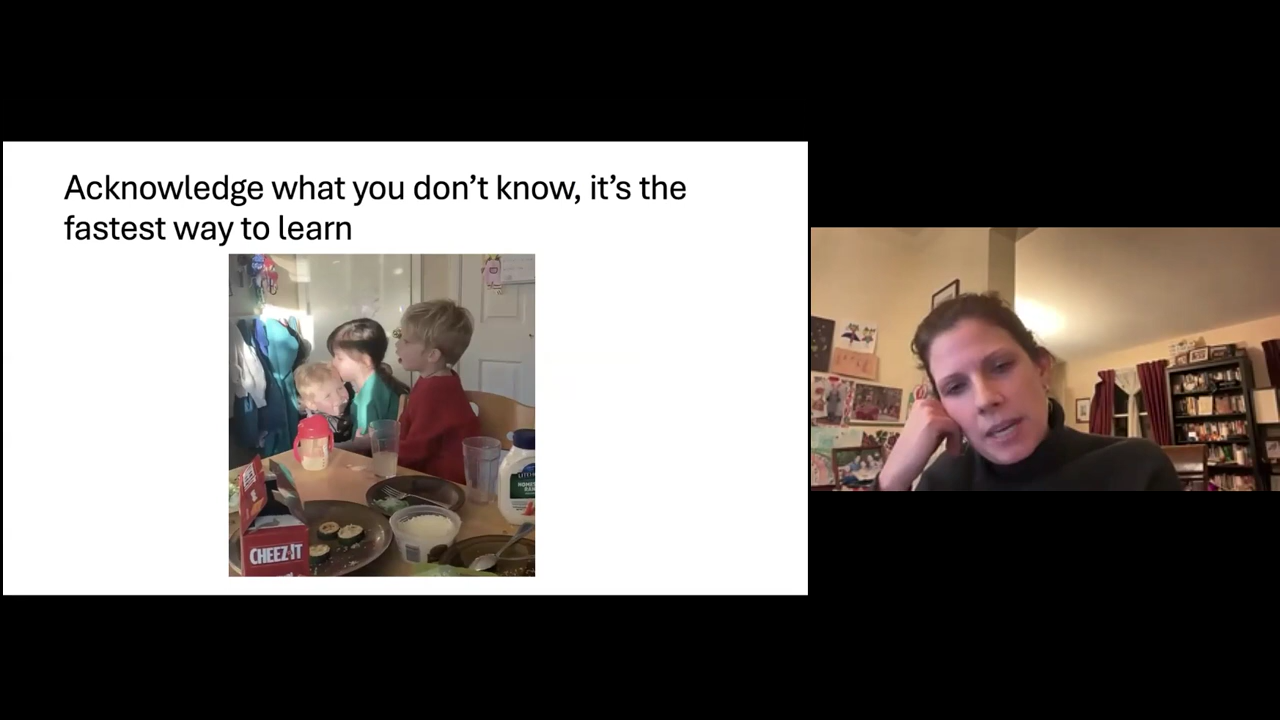 Acknowledge what you don't know, it's the
fastest way to learn
CHEEZ-IT